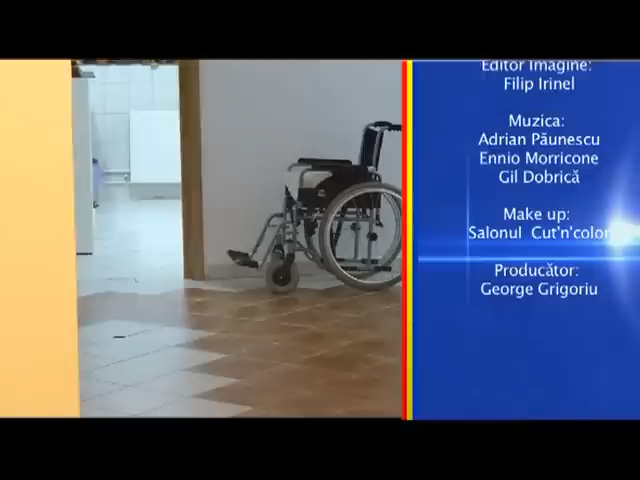 Editor Imagine:
Filip Irinel
Muzica:
Adrian Păunescu
Ennio Morricone
Gil Dobrică
Make up:
Salonul Cut'n'color
Producător:
George Grigoriu